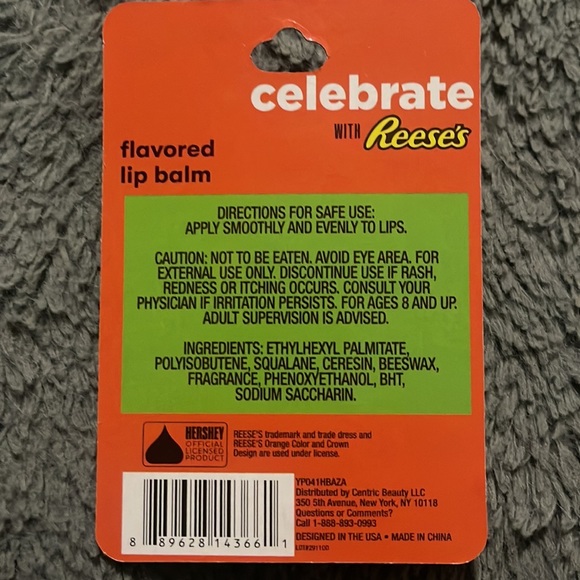 celebrate
WITH Reese's
flavored
lip balm
DIRECTIONS FOR SAFE USE:
APPLY SMOOTHLY AND EVENLY TO LIPS.
CAUTION: NOT TO BE EATEN. AVOID EYE AREA. FOR
EXTERNAL USE ONLY. DISCONTINUE USE IF RASH,
REDNESS OR ITCHING OCCURS. CONSULT YOUR
PHYSICIAN IF IRRITATION PERSISTS. FOR AGES 8 AND UP.
ADULT SUPERVISION IS ADVISED.
INGREDIENTS: ETHYLHEXYL PALMITATE,
POLYISOBUTENE, SQUALANE, CERESIN, BEESWAX,
FRAGRANCE, PHENOXYETHANOL, BHT,
SODIUM SACCHARIN.
HERSHEY
OFFICIAL
LICENSED
PRODUCT
REESE'S trademark and trade dress and
REESE'S Orange Color and Crown
Design are used under license.
YP041HBAZA
Distributed by Centric Beauty LLC
350 5th Avenue, New York, NY 10118
Questions or Comments?
Call 1-888-893-0993
DESIGNED IN THE USA • MADE IN CHINA
8 89628 14366 1